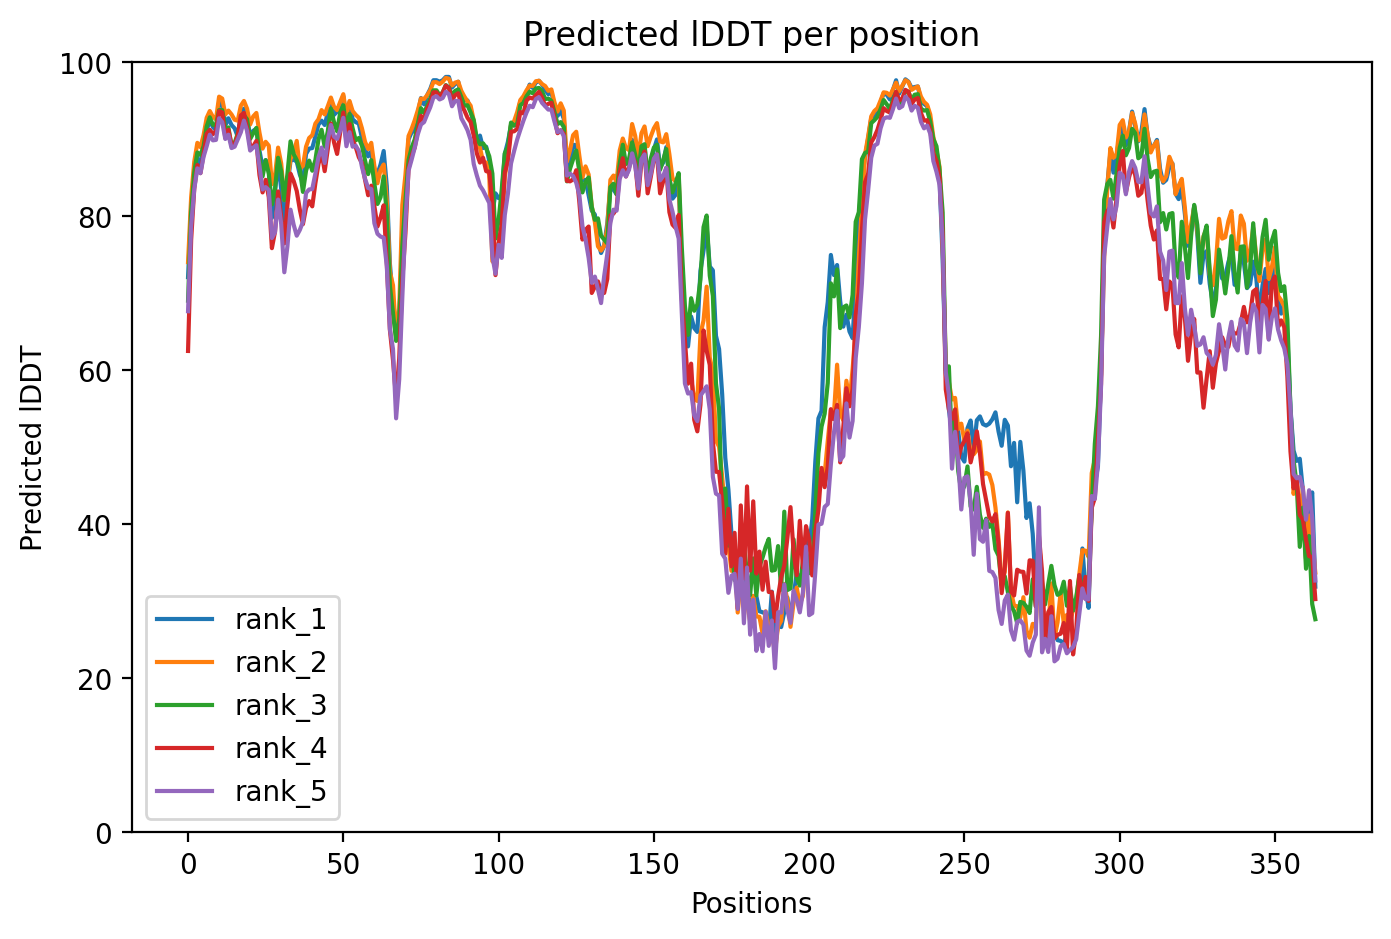 Predicted lDDT per position
100
80
60
40
20
0
Predicted lDDT
rank_1
rank_2
rank_3
rank_4
rank_5
0 50 100 150 200 250 300 350
Positions